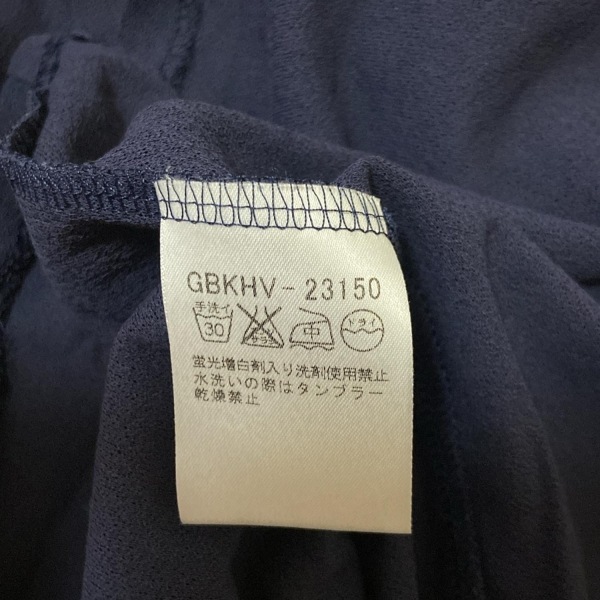 GBKHV-23150
手洗イ
30 中 ドライ
蛍光増白剤入り洗剤使用禁止
水洗いの際はタンブラー
乾燥禁止